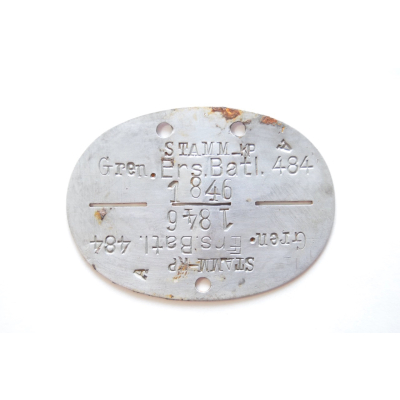 STAMM-KP
Gren.Ers.Batl.484 A
1846
1846
Gren.Ers.Batl.484
STAMM-KP A